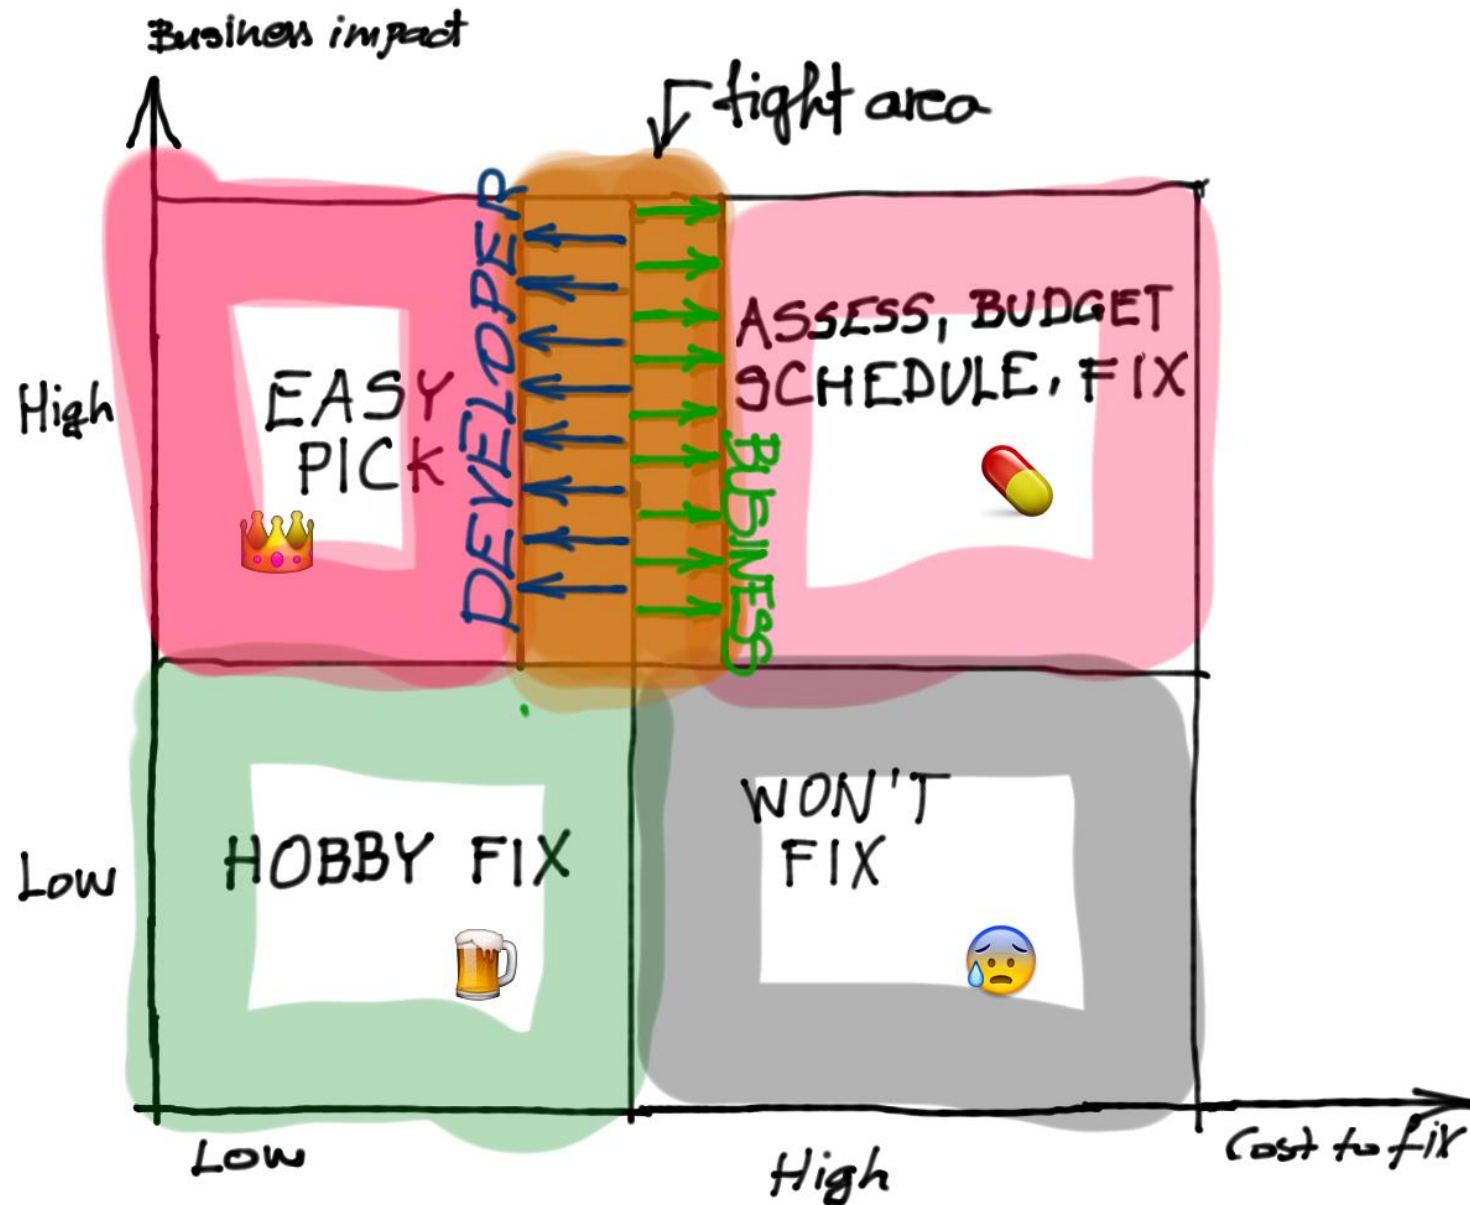 Business impact
fight area
High
EASY
PICK
DEVELOPER
BUSINESS
ASSESS, BUDGET
SCHEDULE, FIX
Low
HOBBY FIX
WON'T
FIX
Low
High
Cost to fix